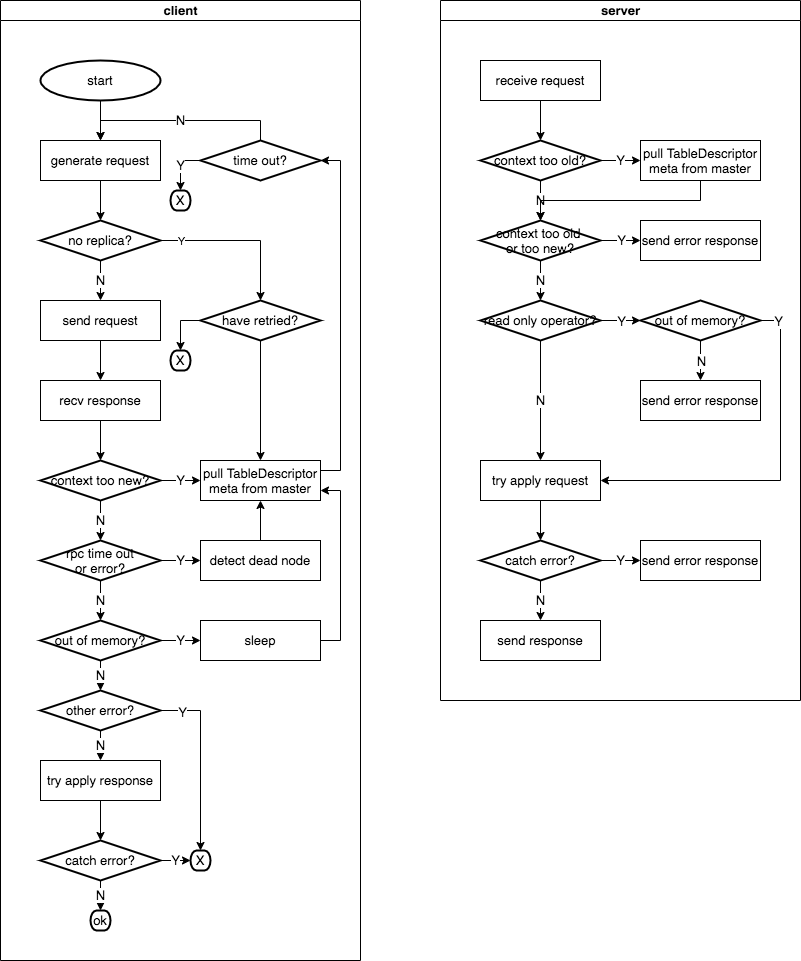 client
start
N
generate request
Y
time out?
X
no replica?
Y
N
send request
have retried?
X
recv response
context too new?
Y
pull TableDescriptor
meta from master
N
rpc time out
or error?
Y
detect dead node
N
out of memory?
Y
sleep
N
other error?
Y
N
try apply response
catch error?
Y
X
N
ok
server
receive request
context too old?
Y
pull TableDescriptor
meta from master
N
context too old
or too new?
Y
send error response
N
read only operator?
Y
out of memory?
Y
N
send error response
N
try apply request
catch error?
Y
send error response
N
send response